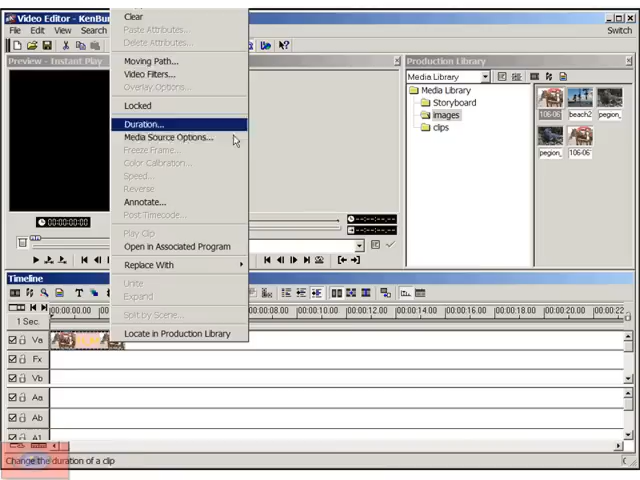 Video Editor - KenBur
File Edit View Search
Switch
Preview - Instant Play
Production Library
Clear
Paste Attributes...
Delete Attributes...
Moving Path...
Video Filters...
Overlay Options...
Locked
Duration...
Media Source Options...
Freeze Frame...
Color Calibration...
Speed...
Reverse
Annotate...
Post Timecode...
Play Clip
Open in Associated Program
Replace With
Unite
Expand
Split by Scene...
Locate in Production Library
Media Library
Media Library
Storyboard
images
clips
106-06
beach2
pegion_
pegion_
106-06
00:00:00:00
--:--:--,--
--:--:--,--
Timeline
1 Sec.
00:00:00.00
00:00:08.00
00:00:10.00
00:00:12.00
00:00:14.00
00:00:16.00
00:00:18.00
00:00:20.00
00:00:22
Va
Fx
Vb
Aa
Ab
A1
Change the duration of a clip